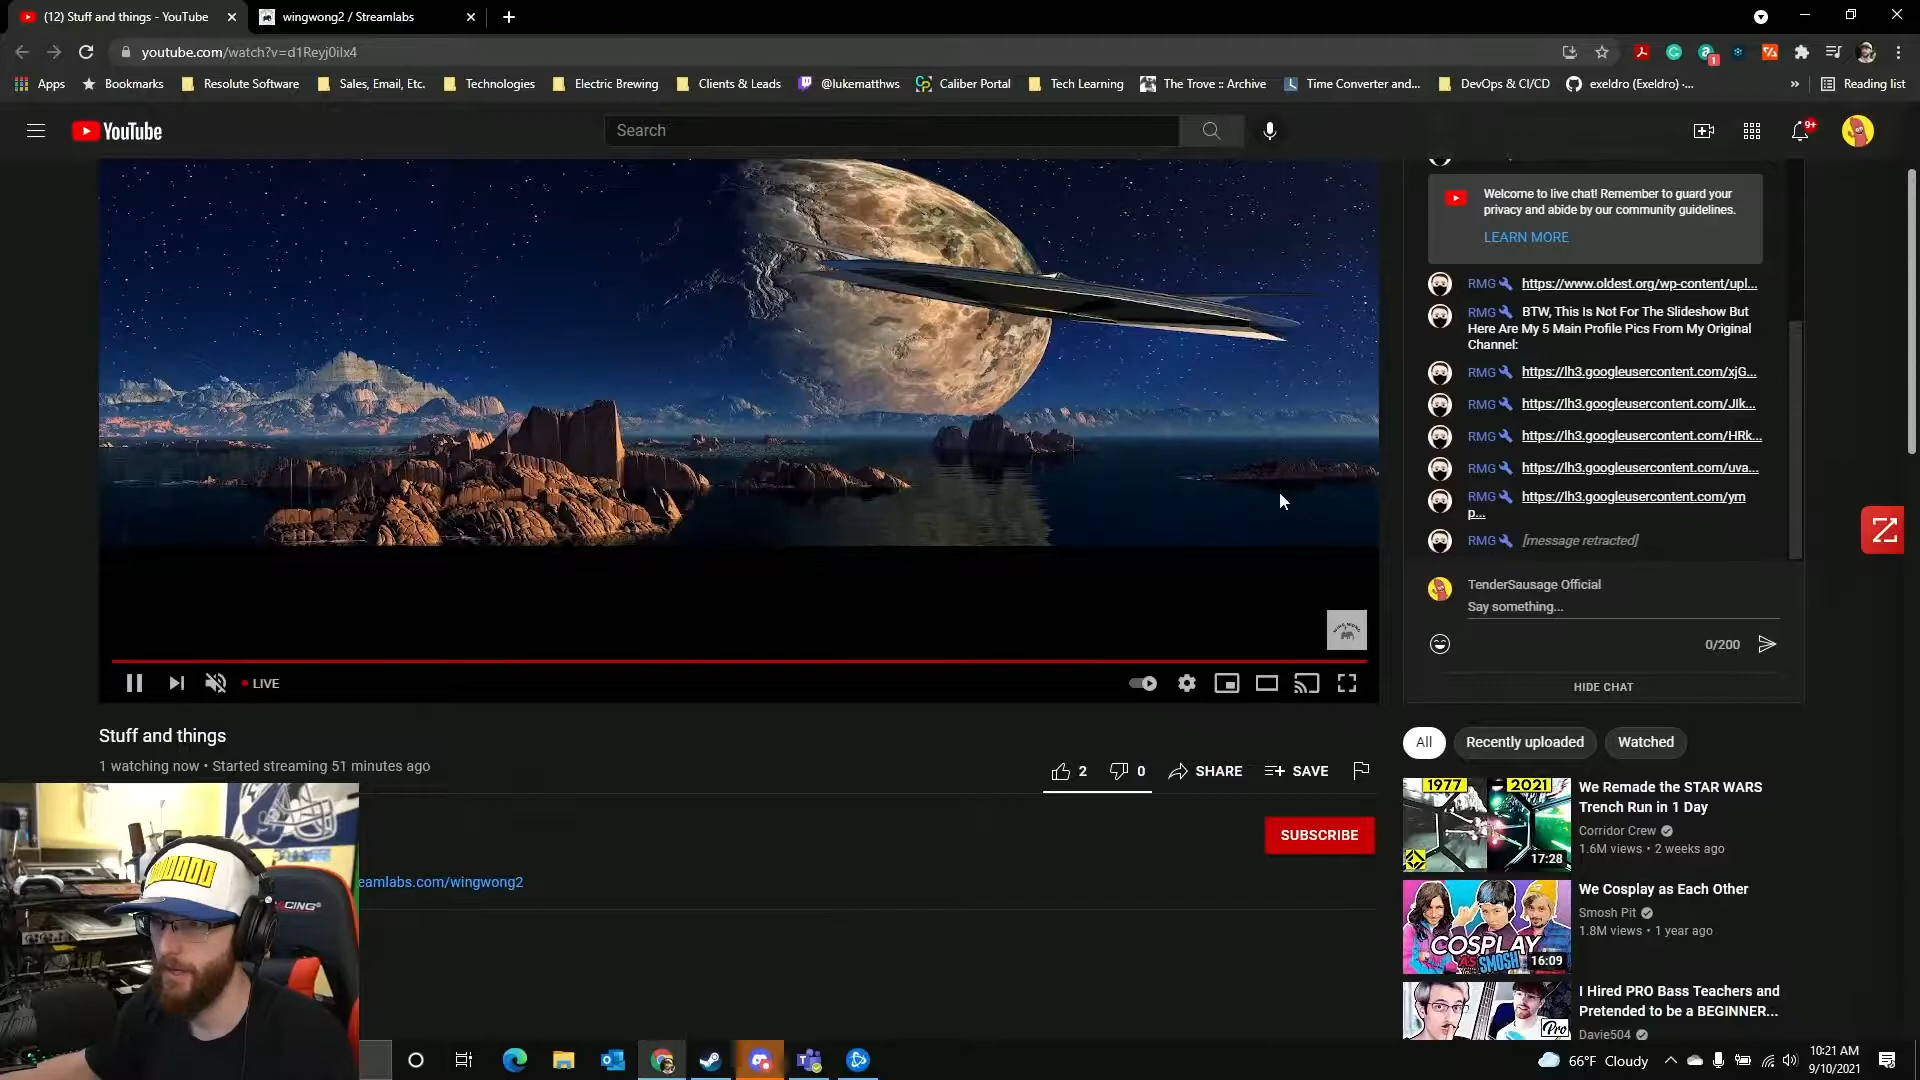 (12) Stuff and things - YouTube
wingwong2 / Streamlabs
youtube.com/watch?v=d1Reyj0iIx4
Apps
Bookmarks
Resolute Software
Sales, Email, Etc.
Technologies
Electric Brewing
Clients & Leads
@lukematthws
Caliber Portal
Tech Learning
The Trove :: Archive
Time Converter and...
DevOps & CI/CD
exeldro (Exeldro) ·...
»
Reading list
YouTube
Search
9+
Welcome to live chat! Remember to guard your
privacy and abide by our community guidelines.
LEARN MORE
RMG https://www.oldest.org/wp-content/upl...
RMG BTW, This Is Not For The Slideshow But
Here Are My 5 Main Profile Pics From My Original
Channel:
RMG https://lh3.googleusercontent.com/xjG...
RMG https://lh3.googleusercontent.com/JIk...
RMG https://lh3.googleusercontent.com/HRk...
RMG https://lh3.googleusercontent.com/uva...
RMG https://lh3.googleusercontent.com/ym
p...
RMG [message retracted]
TenderSausage Official
Say something...
0/200
HIDE CHAT
LIVE
Stuff and things
1 watching now • Started streaming 51 minutes ago
2
0
SHARE
SAVE
SUBSCRIBE
eamlabs.com/wingwong2
All
Recently uploaded
Watched
1977
2021
17:28
We Remade the STAR WARS
Trench Run in 1 Day
Corridor Crew
1.6M views • 2 weeks ago
COSPLAY
AS SMOSH
16:09
We Cosplay as Each Other
Smosh Pit
1.8M views • 1 year ago
Pro
I Hired PRO Bass Teachers and
Pretended to be a BEGINNER...
Davie504
66°F Cloudy
10:21 AM
9/10/2021